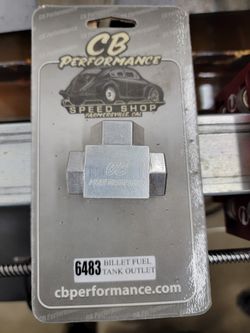 CB
PERFORMANCE
SPEED SHOP
FARMERSVILLE, CAL
CB
PERFORMANCE
6483 BILLET FUEL
TANK OUTLET
cbperformance.com